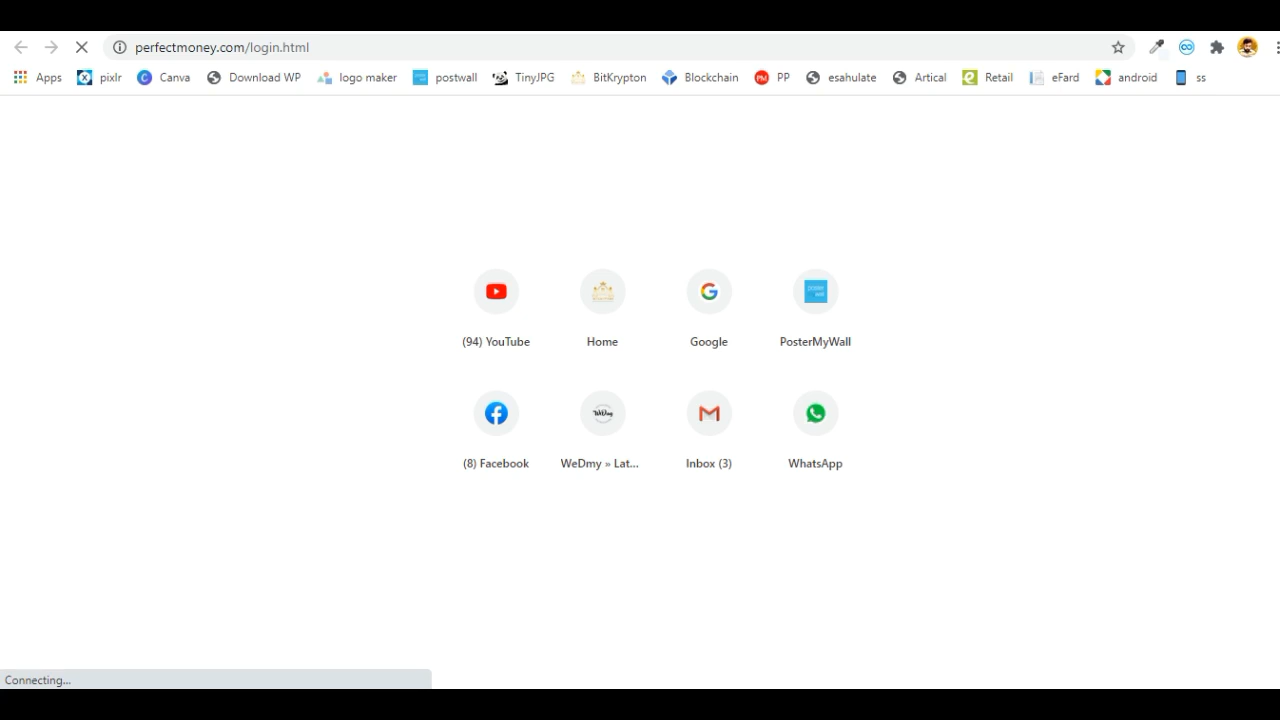 perfectmoney.com/login.html
Apps pixlr Canva Download WP logo maker postwall TinyJPG BitKrypton Blockchain PM PP esahulate Artical Retail eFard android ss
(94) YouTube Home Google PosterMyWall
(8) Facebook WeDmy » Lat... Inbox (3) WhatsApp
Connecting...